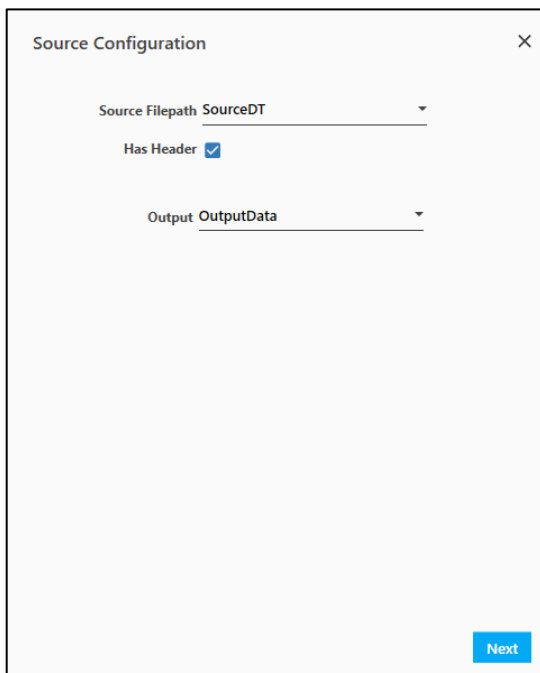 Source Configuration
Source Filepath SourceDT
Has Header
Output OutputData
Next